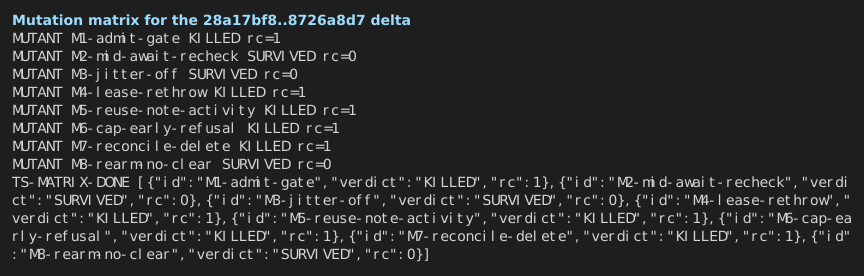 Mutation matrix for the 28a17bf8..8726a8d7 delta
MUTANT M1-admit-gate KILLED rc=1
MUTANT M2-mid-await-recheck SURVIVED rc=0
MUTANT M3-jitter-off SURVIVED rc=0
MUTANT M4-lease-rethrow KILLED rc=1
MUTANT M5-reuse-note-activity KILLED rc=1
MUTANT M6-cap-early-refusal KILLED rc=1
MUTANT M7-reconcile-delete KILLED rc=1
MUTANT M8-rearm-no-clear SURVIVED rc=0
TS-MATRIX-DONE [{"id":"M1-admit-gate","verdict":"KILLED","rc":1},{"id":"M2-mid-await-recheck","verdi
ct":"SURVIVED","rc":0},{"id":"M3-jitter-off","verdict":"SURVIVED","rc":0},{"id":"M4-lease-rethrow","
verdict":"KILLED","rc":1},{"id":"M5-reuse-note-activity","verdict":"KILLED","rc":1},{"id":"M6-cap-ea
rly-refusal","verdict":"KILLED","rc":1},{"id":"M7-reconcile-delete","verdict":"KILLED","rc":1},{"id"
:"M8-rearm-no-clear","verdict":"SURVIVED","rc":0}]